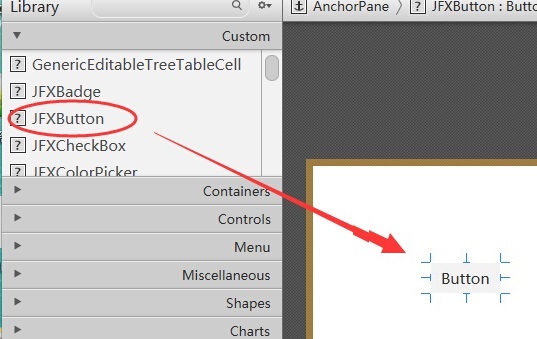 Library
AnchorPane
JFXButton : Butto
Custom
GenericEditableTreeTableCell
JFXBadge
JFXButton
JFXCheckBox
JFXColorPicker
Containers
Controls
Menu
Miscellaneous
Shapes
Charts
Button